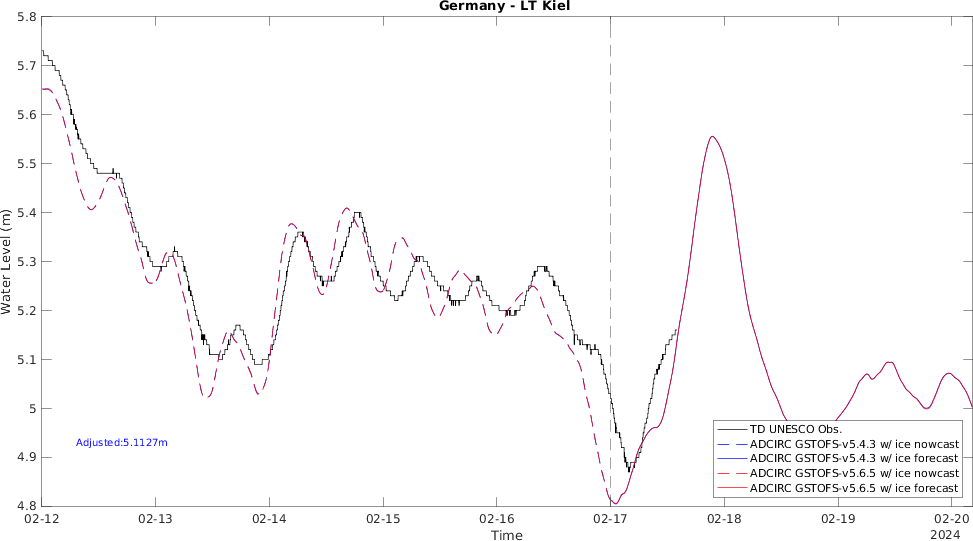 Germany - LT Kiel
Water Level (m)
5.8
5.7
5.6
5.5
5.4
5.3
5.2
5.1
5
4.9
4.8
Adjusted:5.1127m
TD UNESCO Obs.
ADCIRC GSTOFS-v5.4.3 w/ ice nowcast
ADCIRC GSTOFS-v5.4.3 w/ ice forecast
ADCIRC GSTOFS-v5.6.5 w/ ice nowcast
ADCIRC GSTOFS-v5.6.5 w/ ice forecast
02-12 02-13 02-14 02-15 02-16 02-17 02-18 02-19 02-20
Time
2024